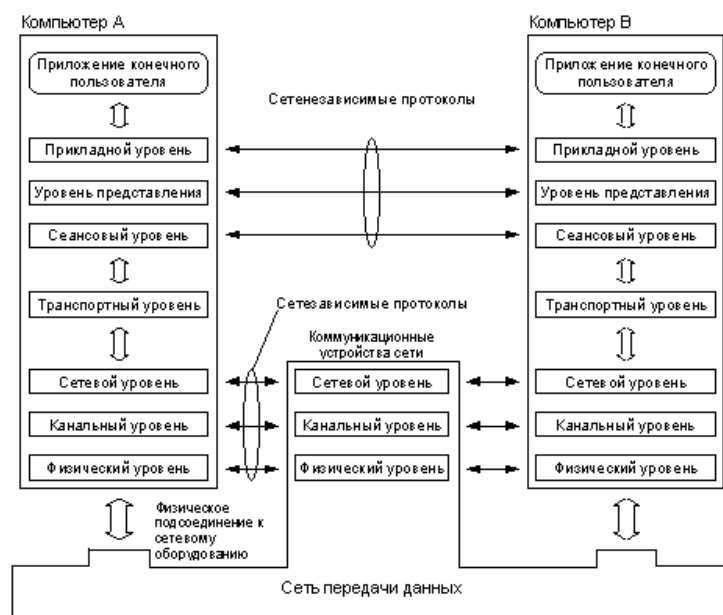 Компьютер А
Компьютер В
Приложение конечного
пользователя
Приложение конечного
пользователя
Сетенезависимые протоколы
Прикладной уровень
Прикладной уровень
Уровень представления
Уровень представления
Сеансовый уровень
Сеансовый уровень
Транспортный уровень
Транспортный уровень
Сетезависимые протоколы
Коммуникационные
устройства сети
Сетевой уровень
Сетевой уровень
Сетевой уровень
Канальный уровень
Канальный уровень
Канальный уровень
Физический уровень
Физический уровень
Физический уровень
Физическое
подсоединение к
сетевому
оборудованию
Сеть передачи данных